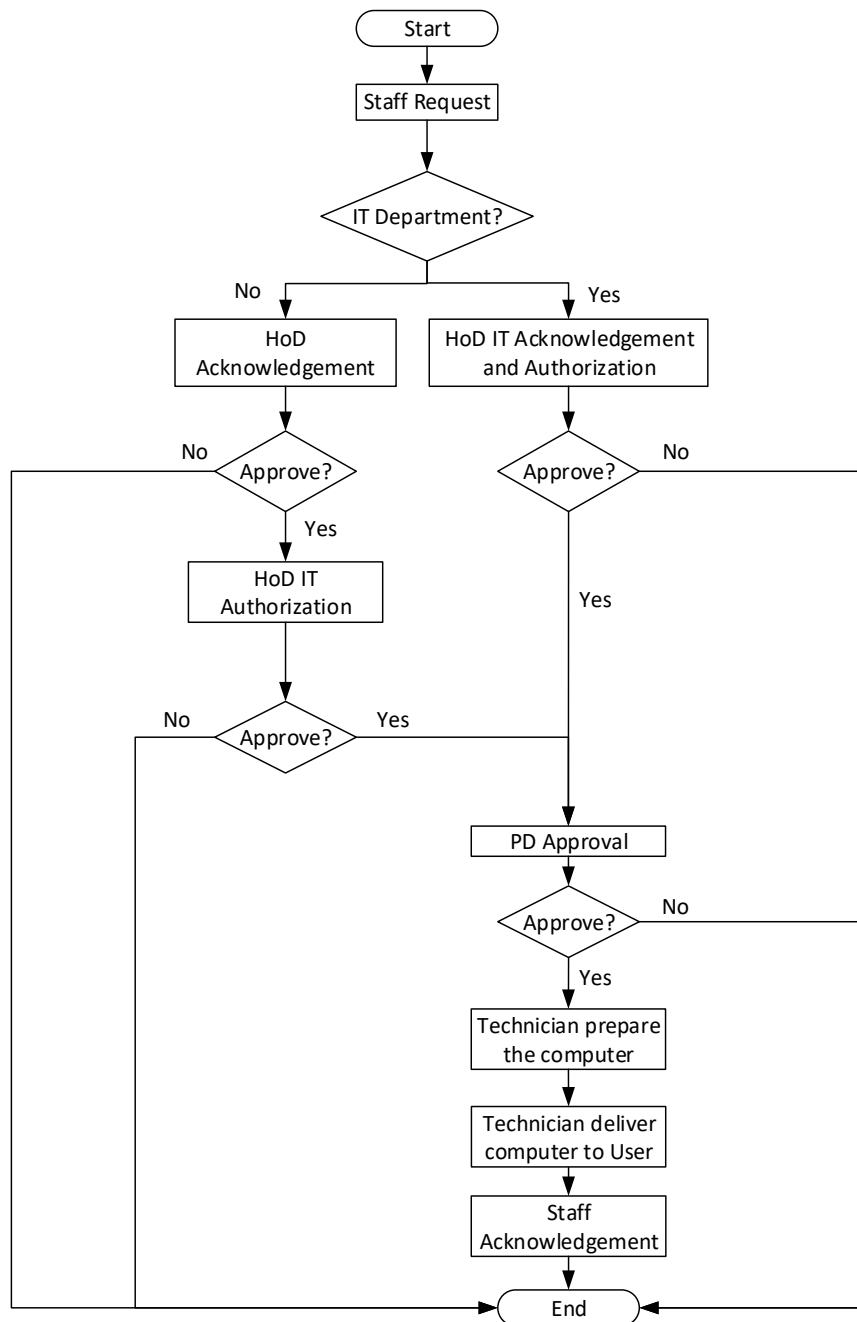 Start
Staff Request
IT Department?
No
Yes
HoD
Acknowledgement
HoD IT Acknowledgement
and Authorization
No
Approve?
Approve?
No
Yes
HoD IT
Authorization
Yes
No
Approve?
Yes
PD Approval
Approve?
No
Yes
Technician prepare
the computer
Technician deliver
computer to User
Staff
Acknowledgement
End